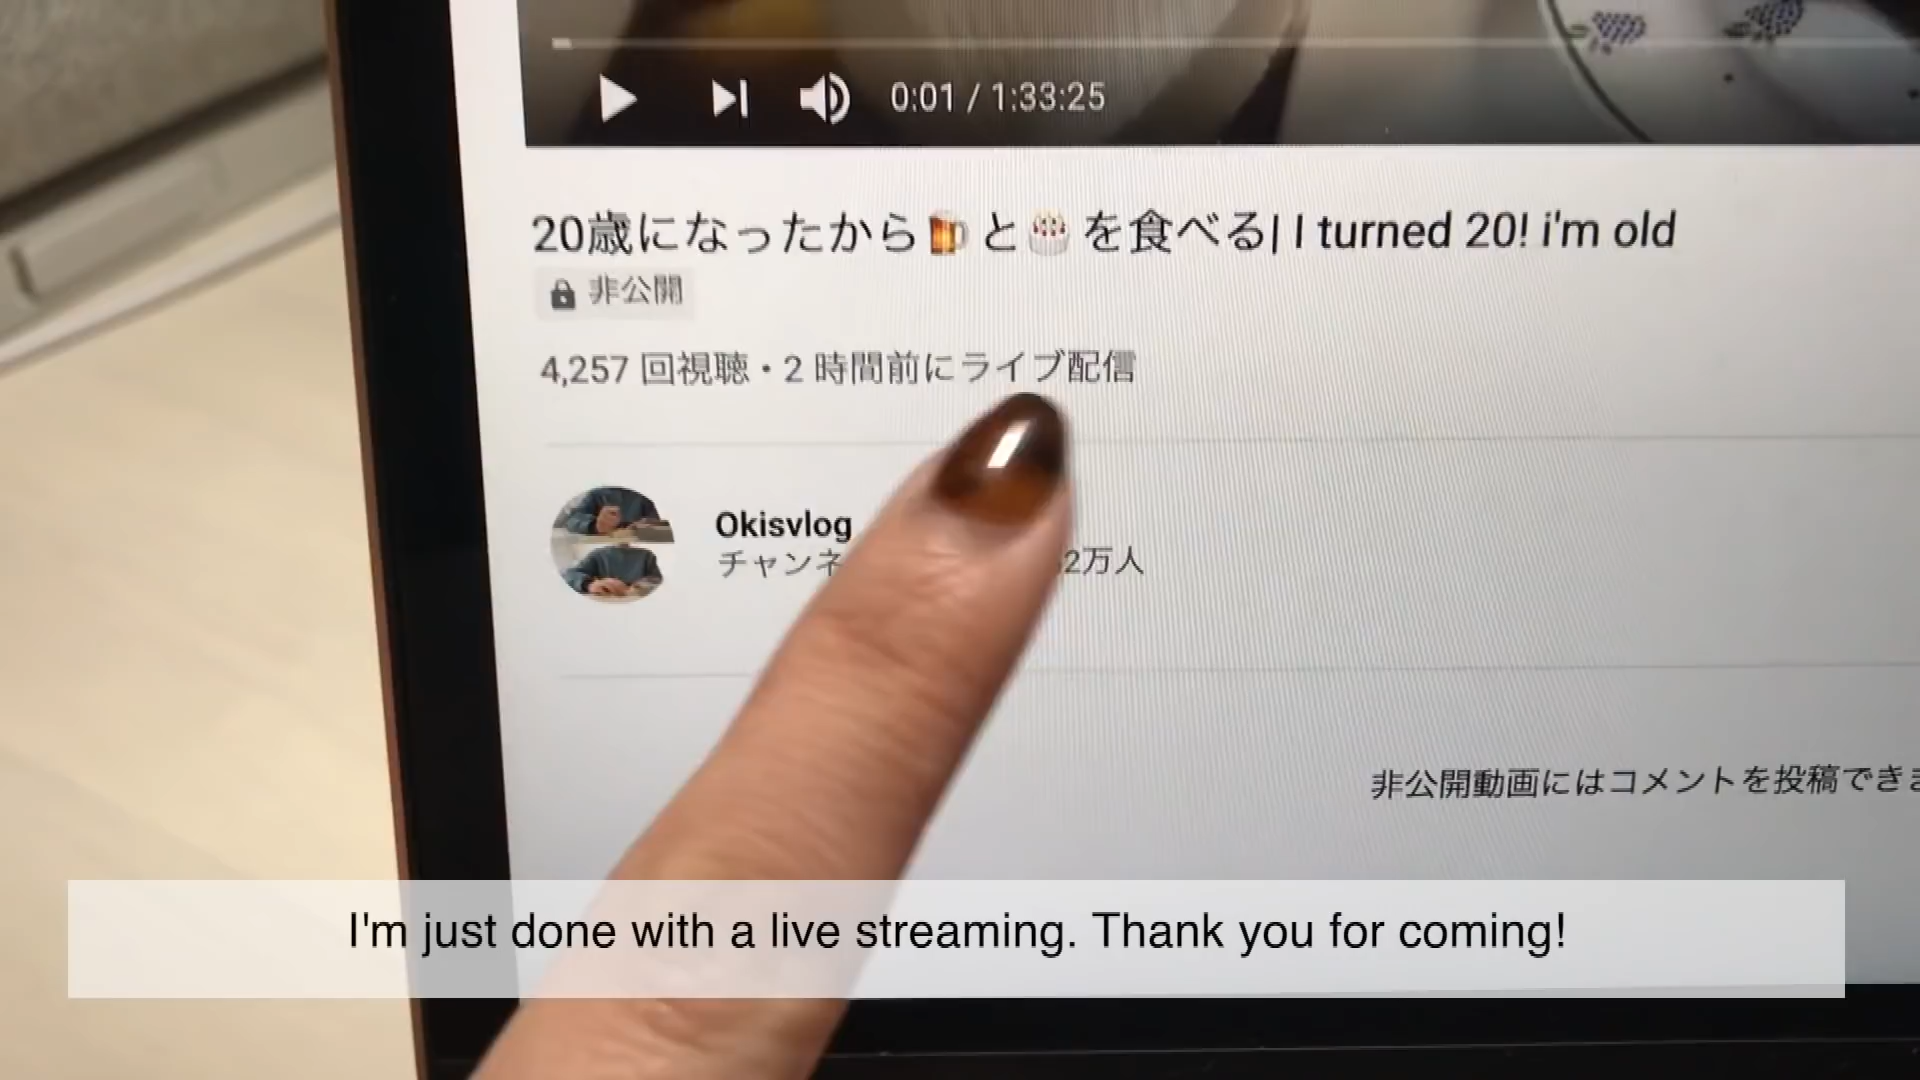 0:01 / 1:33:25
20歳になったから🍺と🎂を食べる| I turned 20! i'm old
非公開
4,257 回視聴・2 時間前にライブ配信
Okisvlog
チャンネ 2万人
非公開動画にはコメントを投稿できま
I'm just done with a live streaming. Thank you for coming!